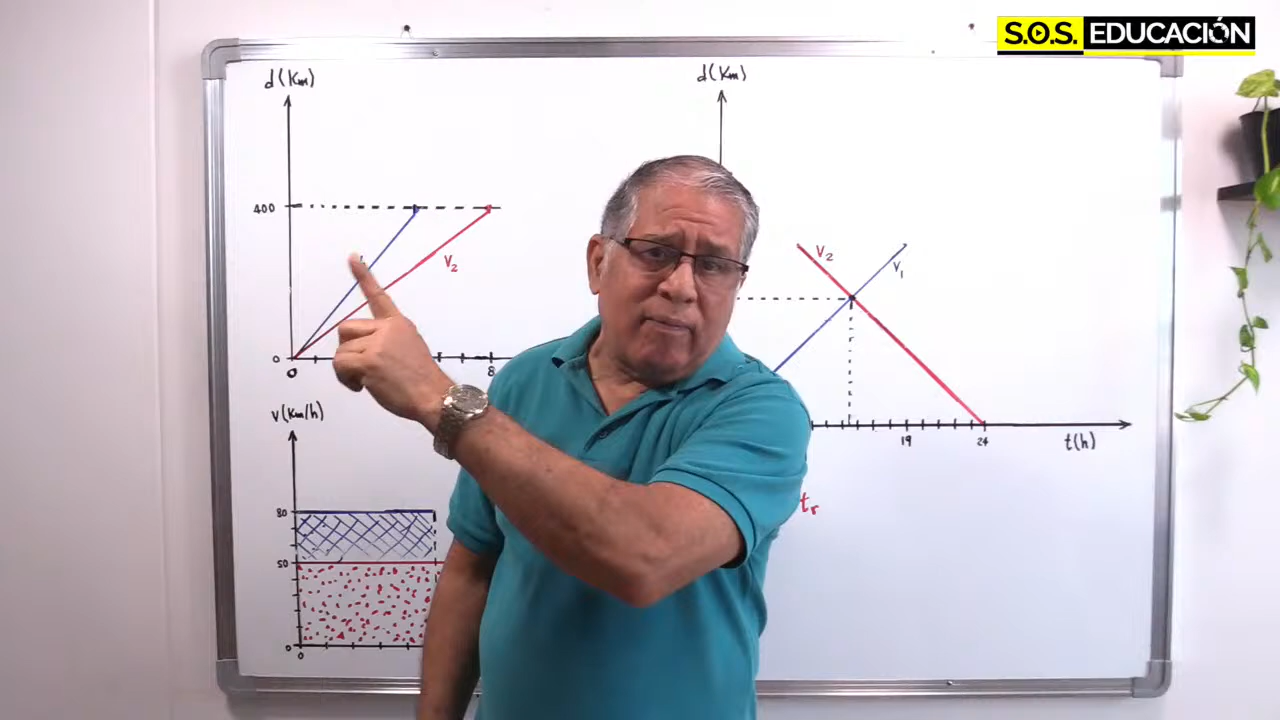 S.O.S. EDUCACIÓN
d(Km)
400
V2
0
0
8
v(Km/h)
80
50
0
0
d(Km)
V2
V1
19
24
t(h)
tr